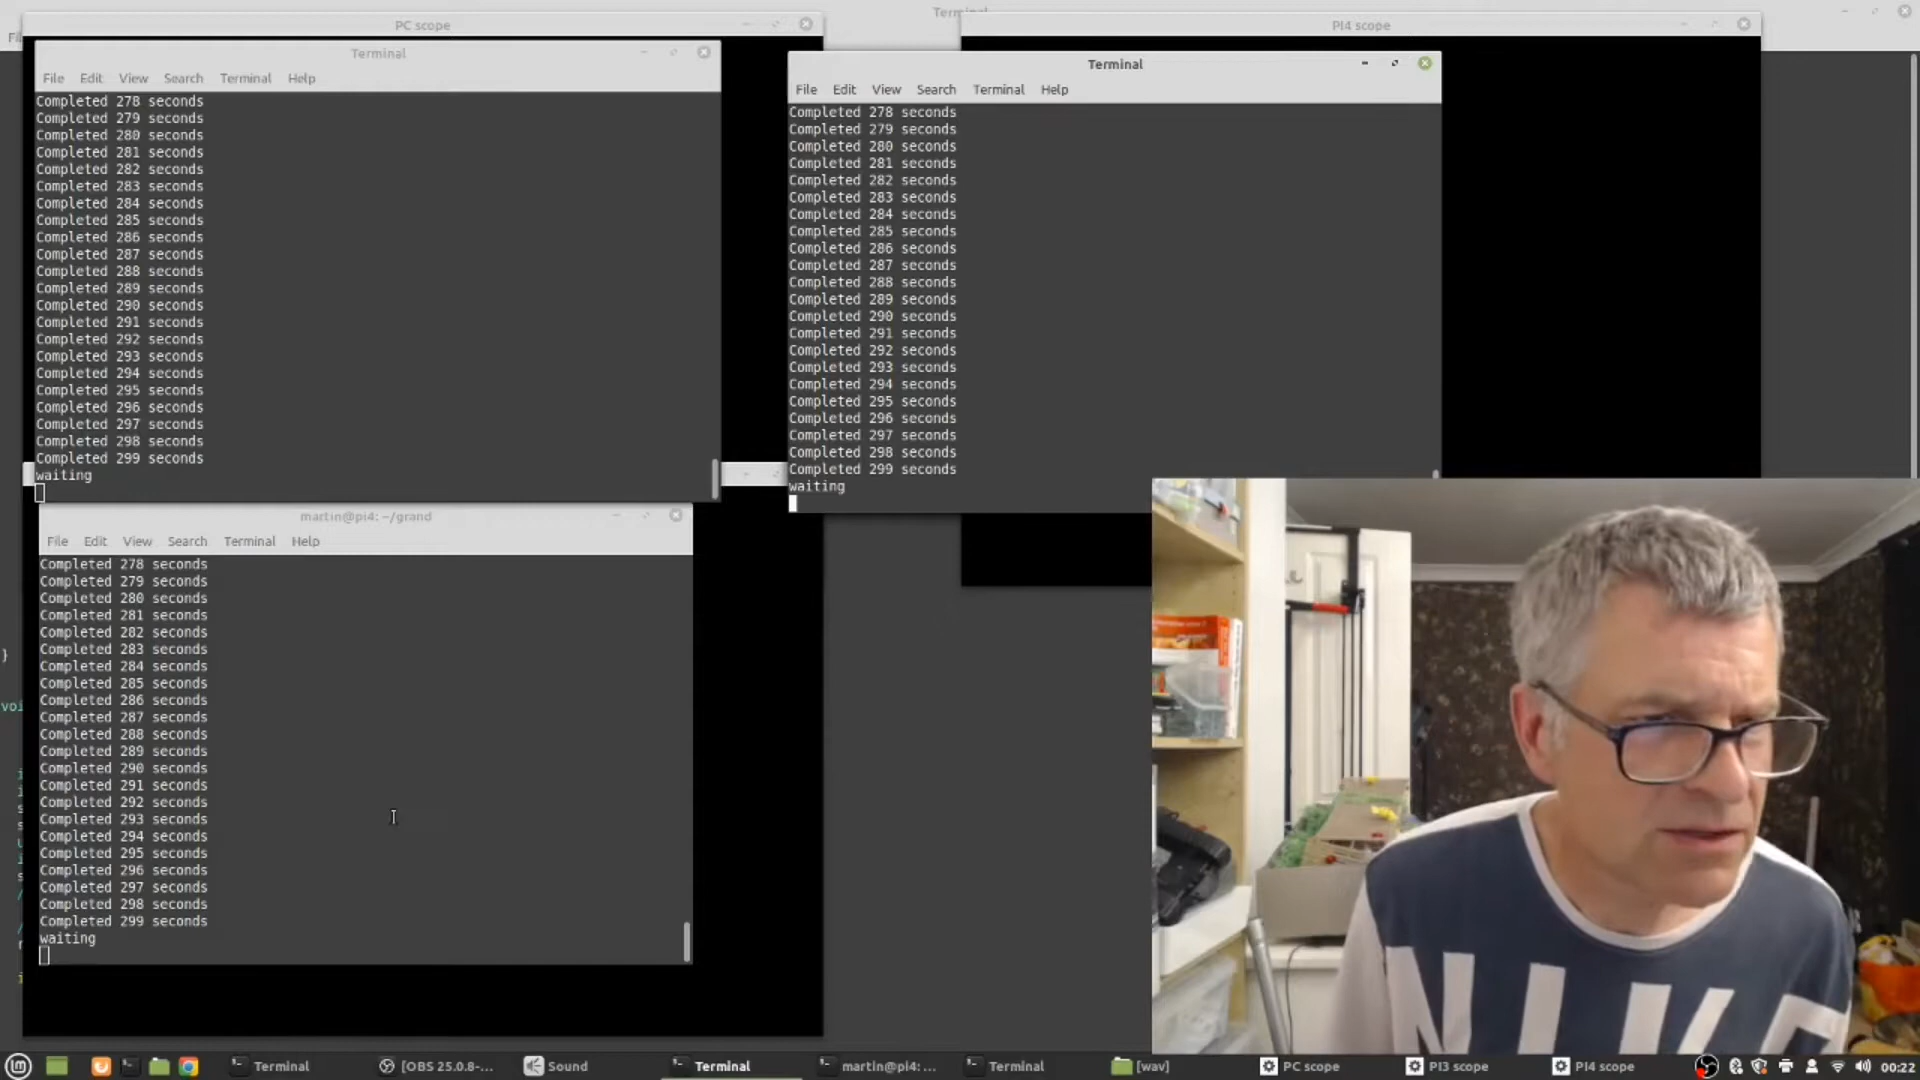 Terminal
PC scope
PI4 scope
Terminal
File Edit View Search Terminal Help
Completed 278 seconds
Completed 279 seconds
Completed 280 seconds
Completed 281 seconds
Completed 282 seconds
Completed 283 seconds
Completed 284 seconds
Completed 285 seconds
Completed 286 seconds
Completed 287 seconds
Completed 288 seconds
Completed 289 seconds
Completed 290 seconds
Completed 291 seconds
Completed 292 seconds
Completed 293 seconds
Completed 294 seconds
Completed 295 seconds
Completed 296 seconds
Completed 297 seconds
Completed 298 seconds
Completed 299 seconds
waiting
Terminal
File Edit View Search Terminal Help
Completed 278 seconds
Completed 279 seconds
Completed 280 seconds
Completed 281 seconds
Completed 282 seconds
Completed 283 seconds
Completed 284 seconds
Completed 285 seconds
Completed 286 seconds
Completed 287 seconds
Completed 288 seconds
Completed 289 seconds
Completed 290 seconds
Completed 291 seconds
Completed 292 seconds
Completed 293 seconds
Completed 294 seconds
Completed 295 seconds
Completed 296 seconds
Completed 297 seconds
Completed 298 seconds
Completed 299 seconds
waiting
martin@pi4: ~/grand
File Edit View Search Terminal Help
Completed 278 seconds
Completed 279 seconds
Completed 280 seconds
Completed 281 seconds
Completed 282 seconds
Completed 283 seconds
Completed 284 seconds
Completed 285 seconds
Completed 286 seconds
Completed 287 seconds
Completed 288 seconds
Completed 289 seconds
Completed 290 seconds
Completed 291 seconds
Completed 292 seconds
Completed 293 seconds
Completed 294 seconds
Completed 295 seconds
Completed 296 seconds
Completed 297 seconds
Completed 298 seconds
Completed 299 seconds
waiting
}
voi
NIK
Terminal [OBS 25.0.8-... Sound Terminal martin@pi4: ... Terminal [wav] PC scope PI3 scope PI4 scope 00:22